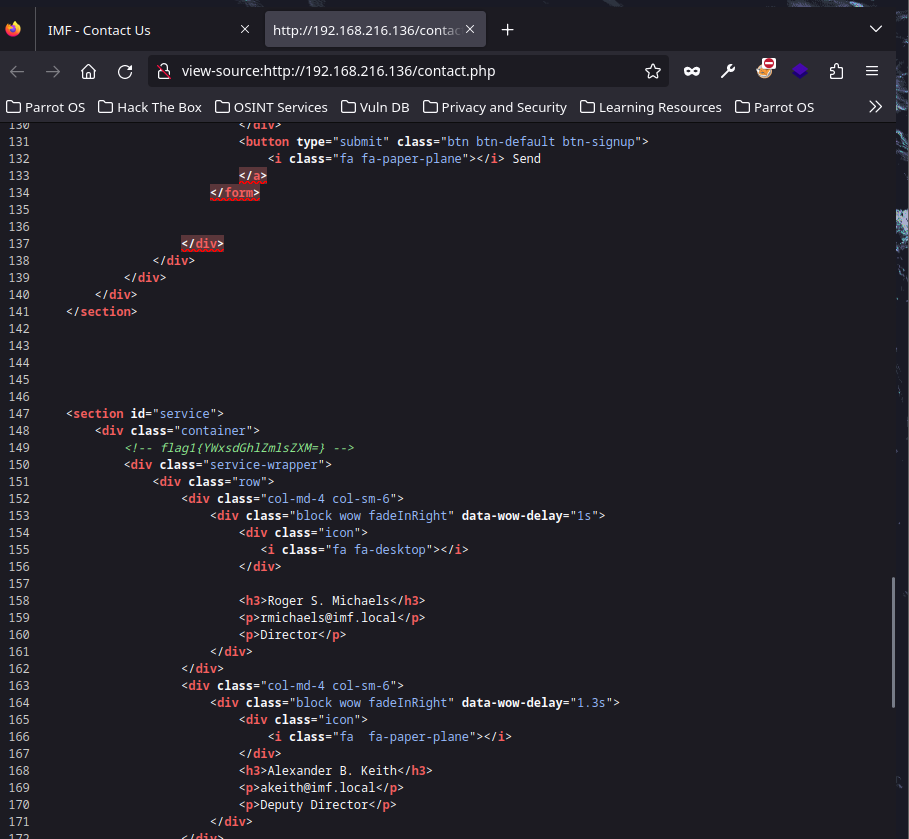 IMF - Contact Us
http://192.168.216.136/contac
view-source:http://192.168.216.136/contact.php
Parrot OS
Hack The Box
OSINT Services
Vuln DB
Privacy and Security
Learning Resources
Parrot OS
130 </div>
131 <button type="submit" class="btn btn-default btn-signup">
132 <i class="fa fa-paper-plane"></i> Send
133 </a>
134 </form>
135
136
137 </div>
138 </div>
139 </div>
140 </div>
141 </section>
142
143
144
145
146
147 <section id="service">
148 <div class="container">
149 <!-- flag1{YWxsdGhlZmlsZXM=} -->
150 <div class="service-wrapper">
151 <div class="row">
152 <div class="col-md-4 col-sm-6">
153 <div class="block wow fadeInRight" data-wow-delay="1s">
154 <div class="icon">
155 <i class="fa fa-desktop"></i>
156 </div>
157
158 <h3>Roger S. Michaels</h3>
159 <p>rmichaels@imf.local</p>
160 <p>Director</p>
161 </div>
162 </div>
163 <div class="col-md-4 col-sm-6">
164 <div class="block wow fadeInRight" data-wow-delay="1.3s">
165 <div class="icon">
166 <i class="fa  fa-paper-plane"></i>
167 </div>
168 <h3>Alexander B. Keith</h3>
169 <p>akeith@imf.local</p>
170 <p>Deputy Director</p>
171 </div>
172 </div>